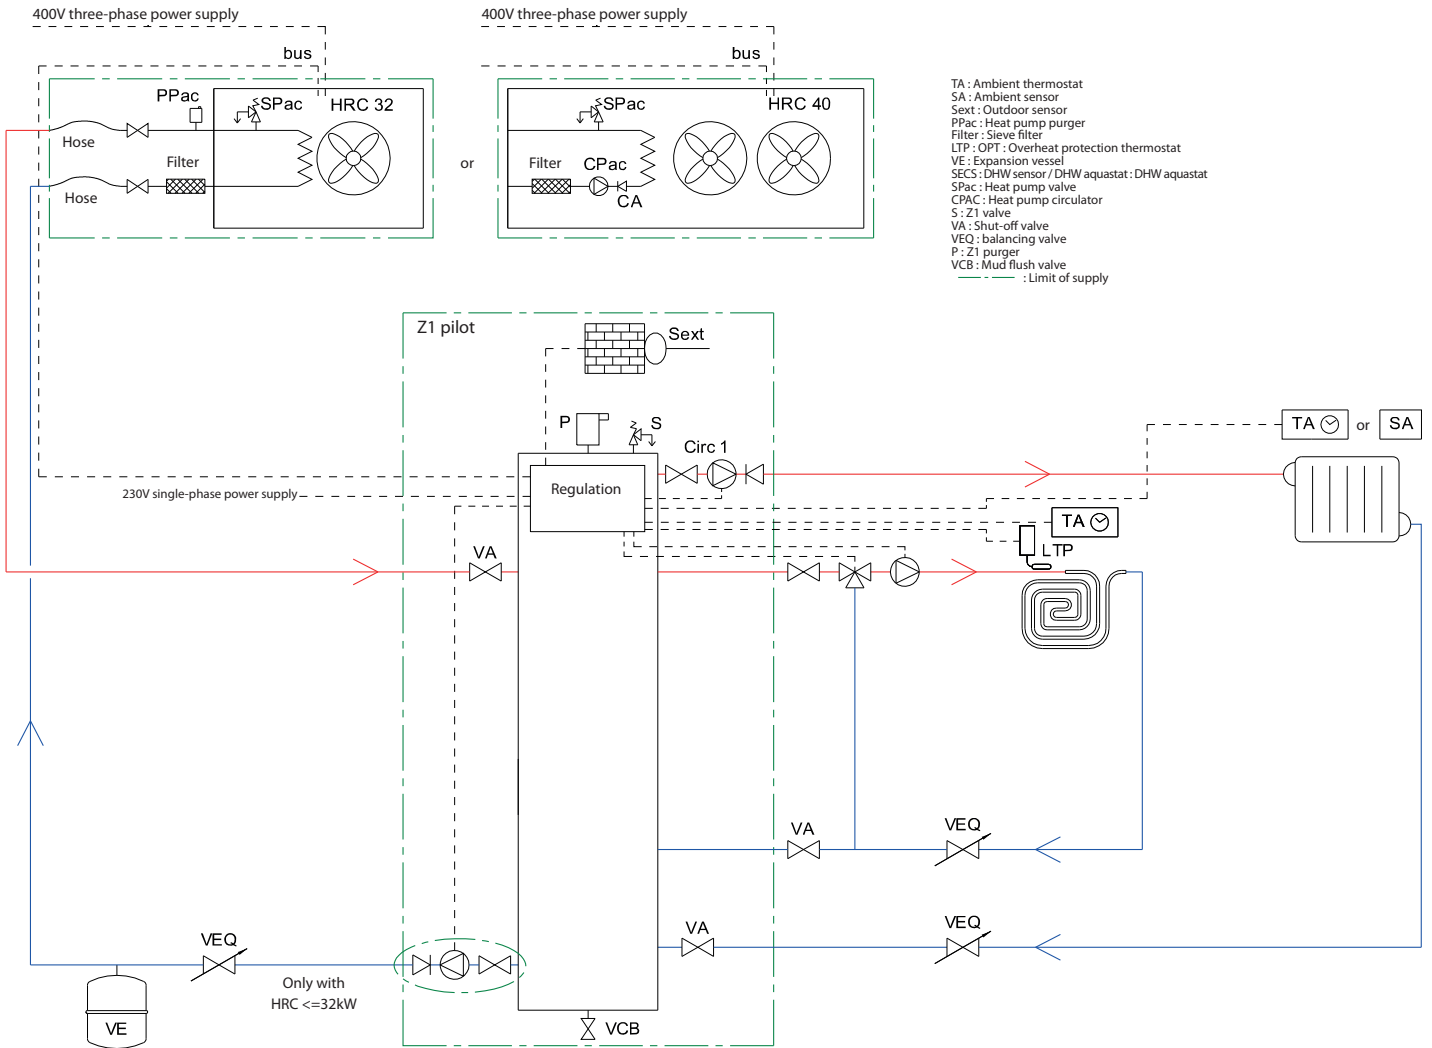 400V three-phase power supply
400V three-phase power supply
bus
bus
PPac
SPac
HRC 32
SPac
HRC 40
Hose
Filter
Hose
or
Filter
CPac
CA
TA : Ambient thermostat
SA : Ambient sensor
Sext : Outdoor sensor
PPac : Heat pump purger
Filter : Sieve filter
LTP : OPT : Overheat protection thermostat
VE : Expansion vessel
SECS : DHW sensor / DHW aquastat : DHW aquastat
SPac : Heat pump valve
CPAC : Heat pump circulator
S : Z1 valve
VA : Shut-off valve
VEQ : balancing valve
P : Z1 purger
VCB : Mud flush valve
: Limit of supply
Z1 pilot
Sext
P
S
Circ 1
TA
or
SA
Regulation
230V single-phase power supply
TA
LTP
VA
VA
VEQ
VA
VEQ
VEQ
Only with
HRC <=32kW
VE
VCB